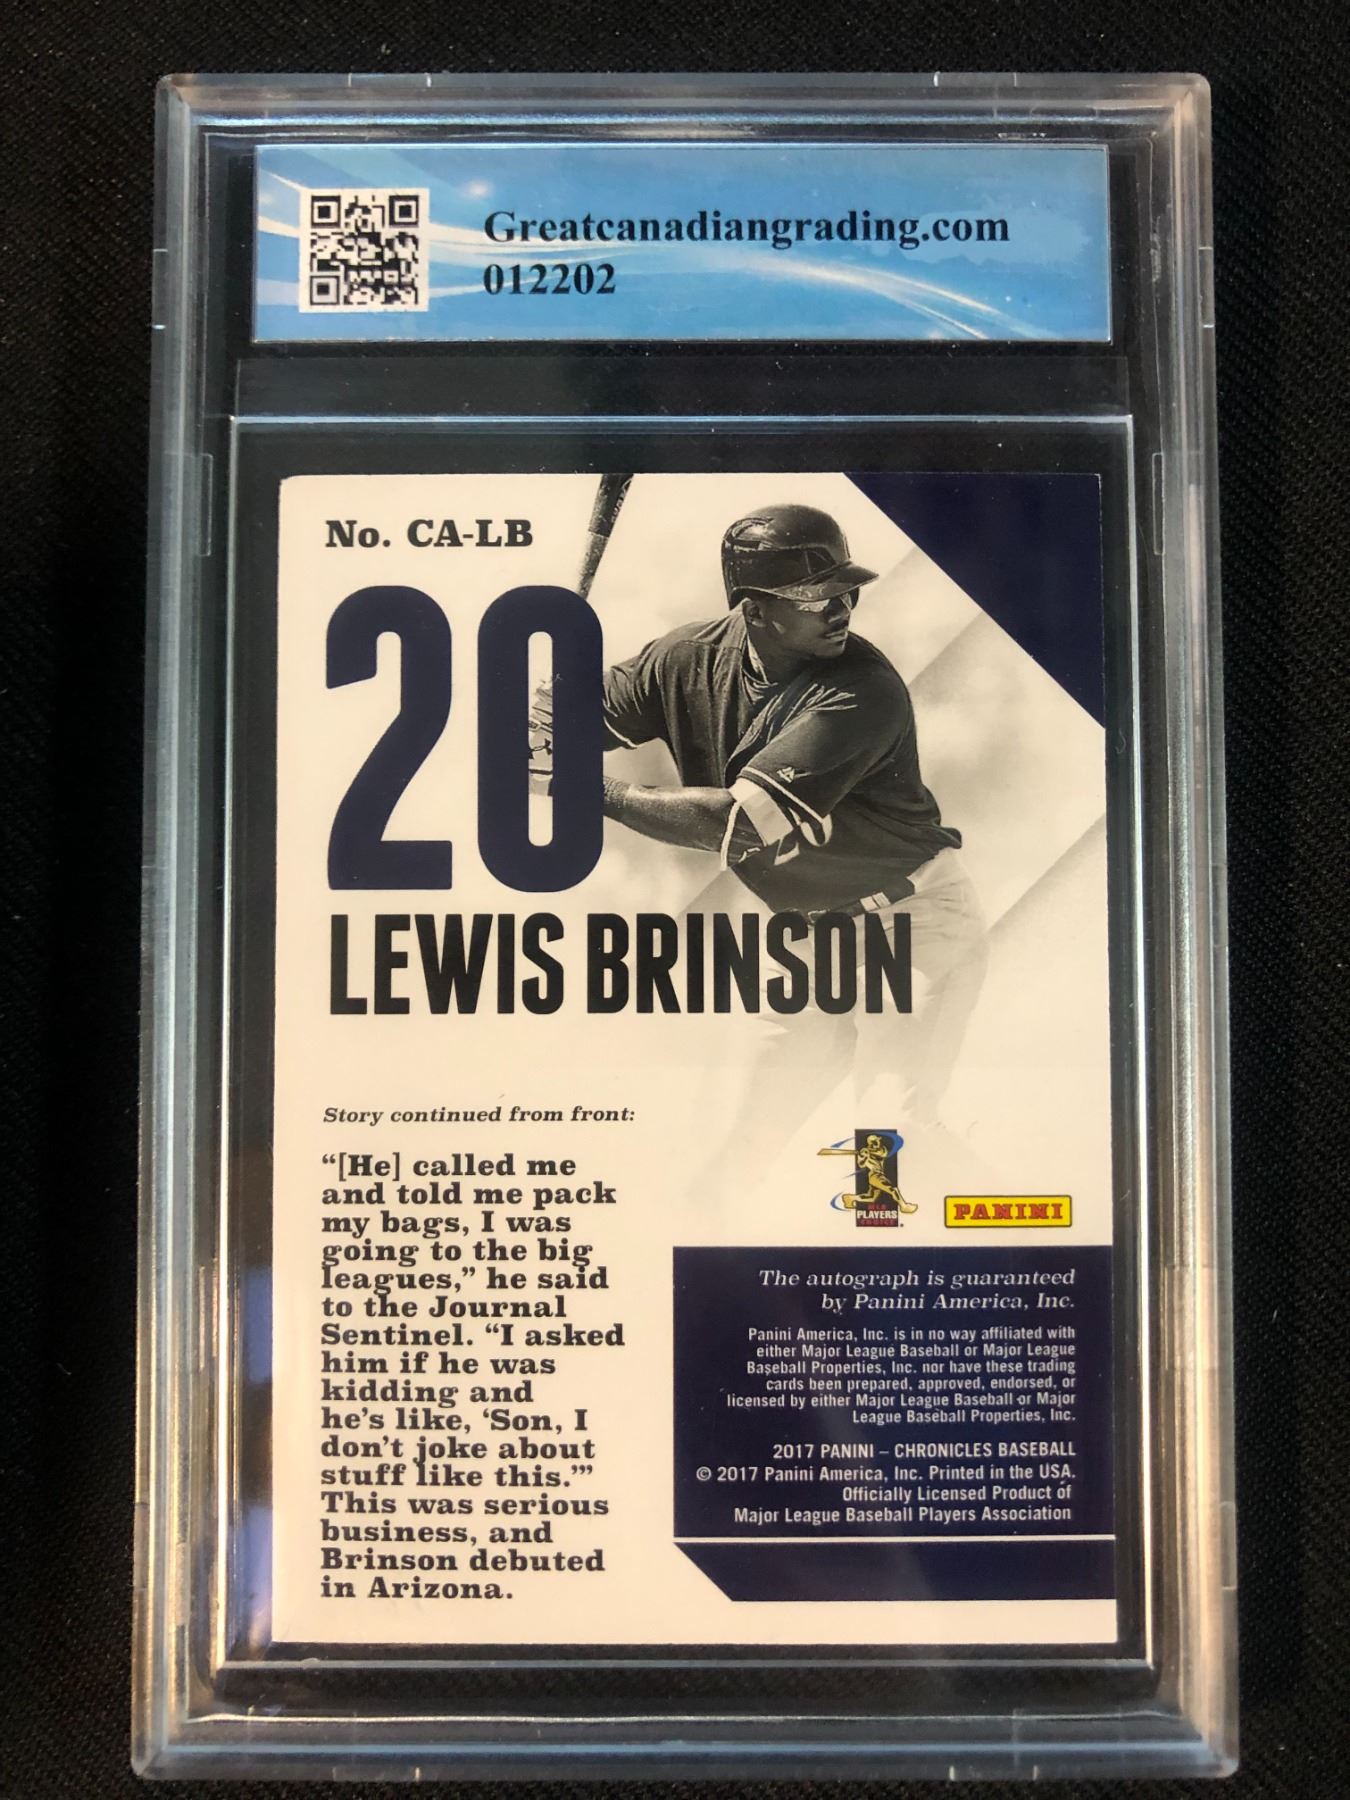 Greatcanadiangrading.com
012202
No. CA-LB
20
LEWIS BRINSON
Story continued from front:
“[He] called me
and told me pack
my bags, I was
going to the big
leagues,” he said
to the Journal
Sentinel. “I asked
him if he was
kidding and
he's like, ‘Son, I
don't joke about
stuff like this.’”
This was serious
business, and
Brinson debuted
in Arizona.
MLB
PLAYERS
CHOICE
PANINI
The autograph is guaranteed
by Panini America, Inc.
Panini America, Inc. is in no way affiliated with
either Major League Baseball or Major League
Baseball Properties, Inc. nor have these trading
cards been prepared, approved, endorsed, or
licensed by either Major League Baseball or Major
League Baseball Properties, Inc.
2017 PANINI – CHRONICLES BASEBALL
© 2017 Panini America, Inc. Printed in the USA.
Officially Licensed Product of
Major League Baseball Players Association